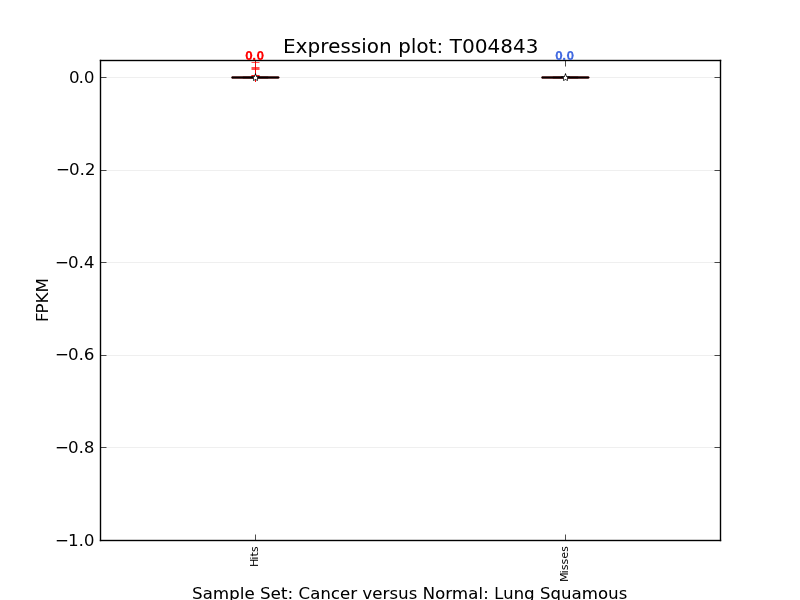 Expression plot: T004843
0.0 0.0
0.0
−0.2
−0.4
−0.6
−0.8
−1.0
FPKM
Hits
Misses
Sample Set: Cancer versus Normal: Lung Squamous